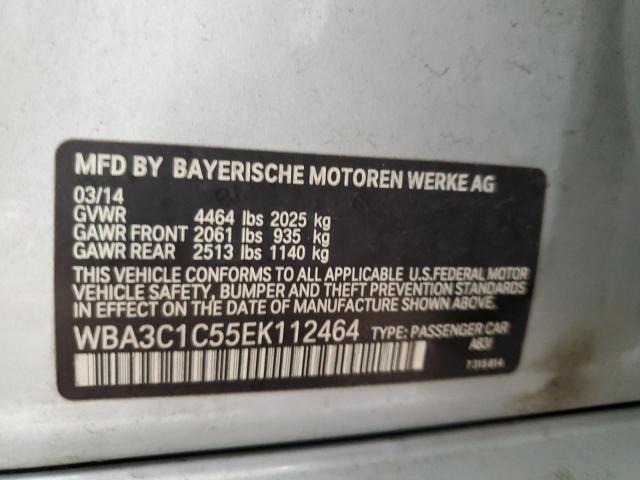 MFD BY BAYERISCHE MOTOREN WERKE AG
03/14
GVWR 4464 lbs 2025 kg
GAWR FRONT 2061 lbs 935 kg
GAWR REAR 2513 lbs 1140 kg
THIS VEHICLE CONFORMS TO ALL APPLICABLE U.S.FEDERAL MOTOR
VEHICLE SAFETY, BUMPER AND THEFT PREVENTION STANDARDS
IN EFFECT ON THE DATE OF MANUFACTURE SHOWN ABOVE.
WBA3C1C55EK112464 TYPE: PASSENGER CAR
A83I
7315814